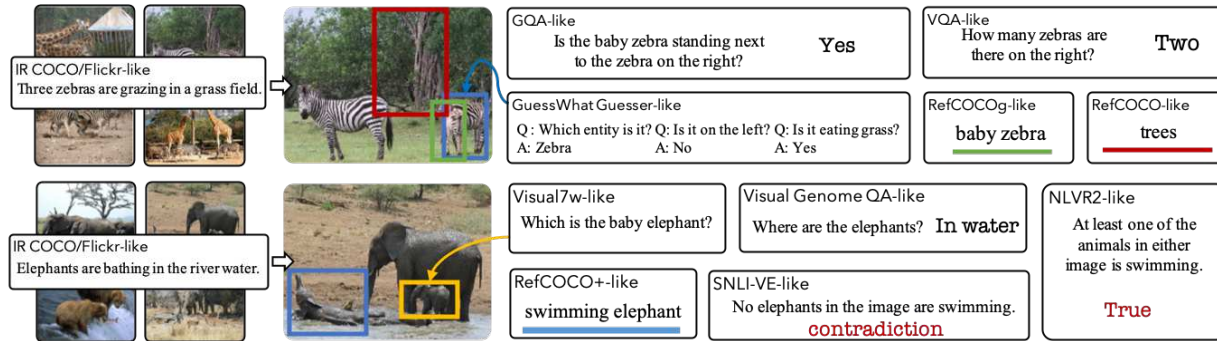 IR COCO/Flickr-like
Three zebras are grazing in a grass field.
GQA-like
Is the baby zebra standing next
to the zebra on the right?
Yes
VQA-like
How many zebras are
there on the right?
Two
GuessWhat Guesser-like
Q : Which entity is it? Q: Is it on the left? Q: Is it eating grass?
A: Zebra A: No A: Yes
RefCOCOg-like
baby zebra
RefCOCO-like
trees
IR COCO/Flickr-like
Elephants are bathing in the river water.
Visual7w-like
Which is the baby elephant?
Visual Genome QA-like
Where are the elephants? In water
NLVR2-like
At least one of the
animals in either
image is swimming.
True
RefCOCO+-like
swimming elephant
SNLI-VE-like
No elephants in the image are swimming.
contradiction